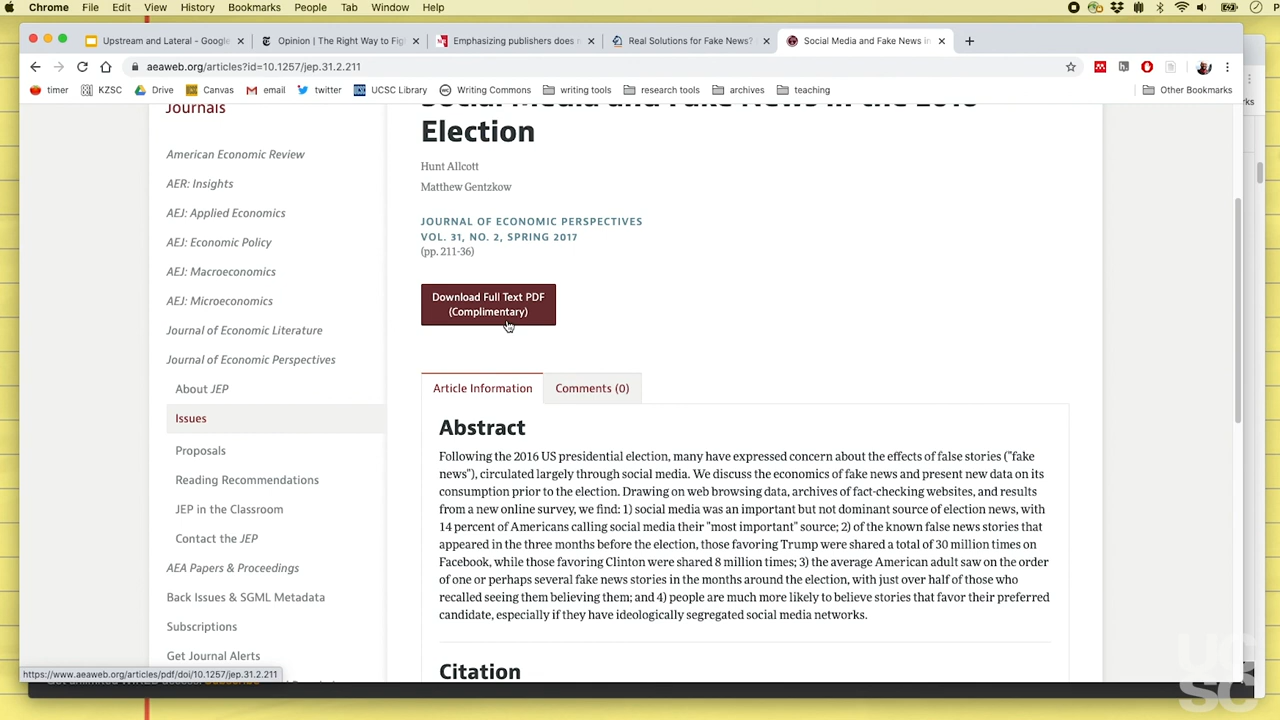 Chrome File Edit View History Bookmarks People Tab Window Help
Upstream and Lateral - Google
Opinion | The Right Way to Fig
Emphasizing publishers does n
Real Solutions for Fake News?
Social Media and Fake News in
aeaweb.org/articles?id=10.1257/jep.31.2.211
timer KZSC Drive Canvas email twitter UCSC Library Writing Commons writing tools research tools archives teaching Other Bookmarks
Journals
American Economic Review
AER: Insights
AEJ: Applied Economics
AEJ: Economic Policy
AEJ: Macroeconomics
AEJ: Microeconomics
Journal of Economic Literature
Journal of Economic Perspectives
About JEP
Issues
Proposals
Reading Recommendations
JEP in the Classroom
Contact the JEP
AEA Papers & Proceedings
Back Issues & SGML Metadata
Subscriptions
Get Journal Alerts
Social Media and Fake News in the 2016
Election
Hunt Allcott
Matthew Gentzkow
JOURNAL OF ECONOMIC PERSPECTIVES
VOL. 31, NO. 2, SPRING 2017
(pp. 211-36)
Download Full Text PDF
(Complimentary)
Article Information
Comments (0)
Abstract
Following the 2016 US presidential election, many have expressed concern about the effects of false stories ("fake
news"), circulated largely through social media. We discuss the economics of fake news and present new data on its
consumption prior to the election. Drawing on web browsing data, archives of fact-checking websites, and results
from a new online survey, we find: 1) social media was an important but not dominant source of election news, with
14 percent of Americans calling social media their "most important" source; 2) of the known false news stories that
appeared in the three months before the election, those favoring Trump were shared a total of 30 million times on
Facebook, while those favoring Clinton were shared 8 million times; 3) the average American adult saw on the order
of one or perhaps several fake news stories in the months around the election, with just over half of those who
recalled seeing them believing them; and 4) people are much more likely to believe stories that favor their preferred
candidate, especially if they have ideologically segregated social media networks.
Citation
https://www.aeaweb.org/articles/pdf/doi/10.1257/jep.31.2.211
UC
SC